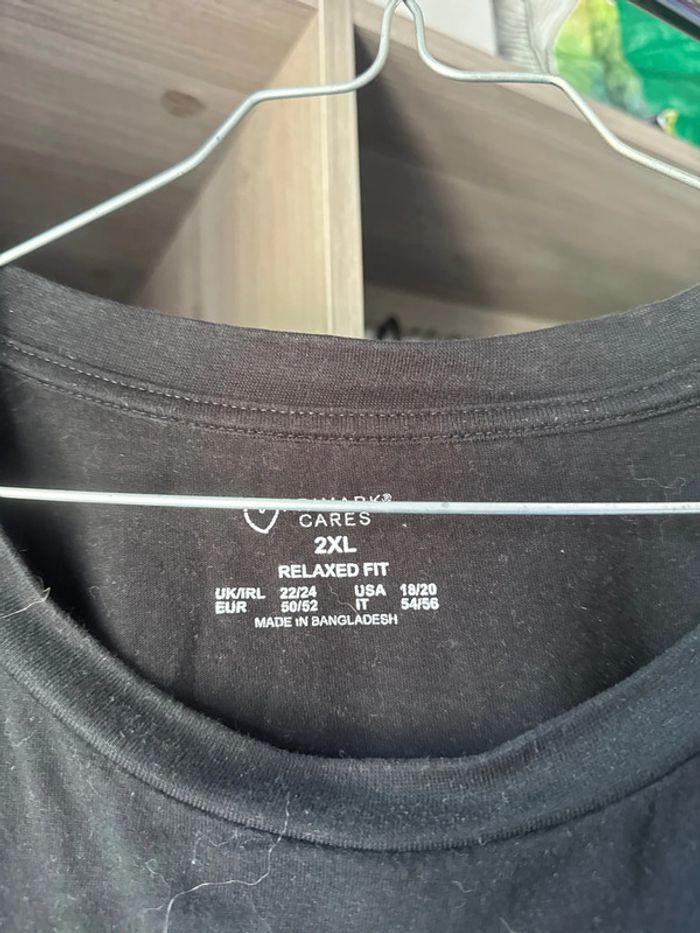 CARES
2XL
RELAXED FIT
UK/IRL 22/24 USA 18/20
EUR 50/52 IT 54/56
MADE IN BANGLADESH